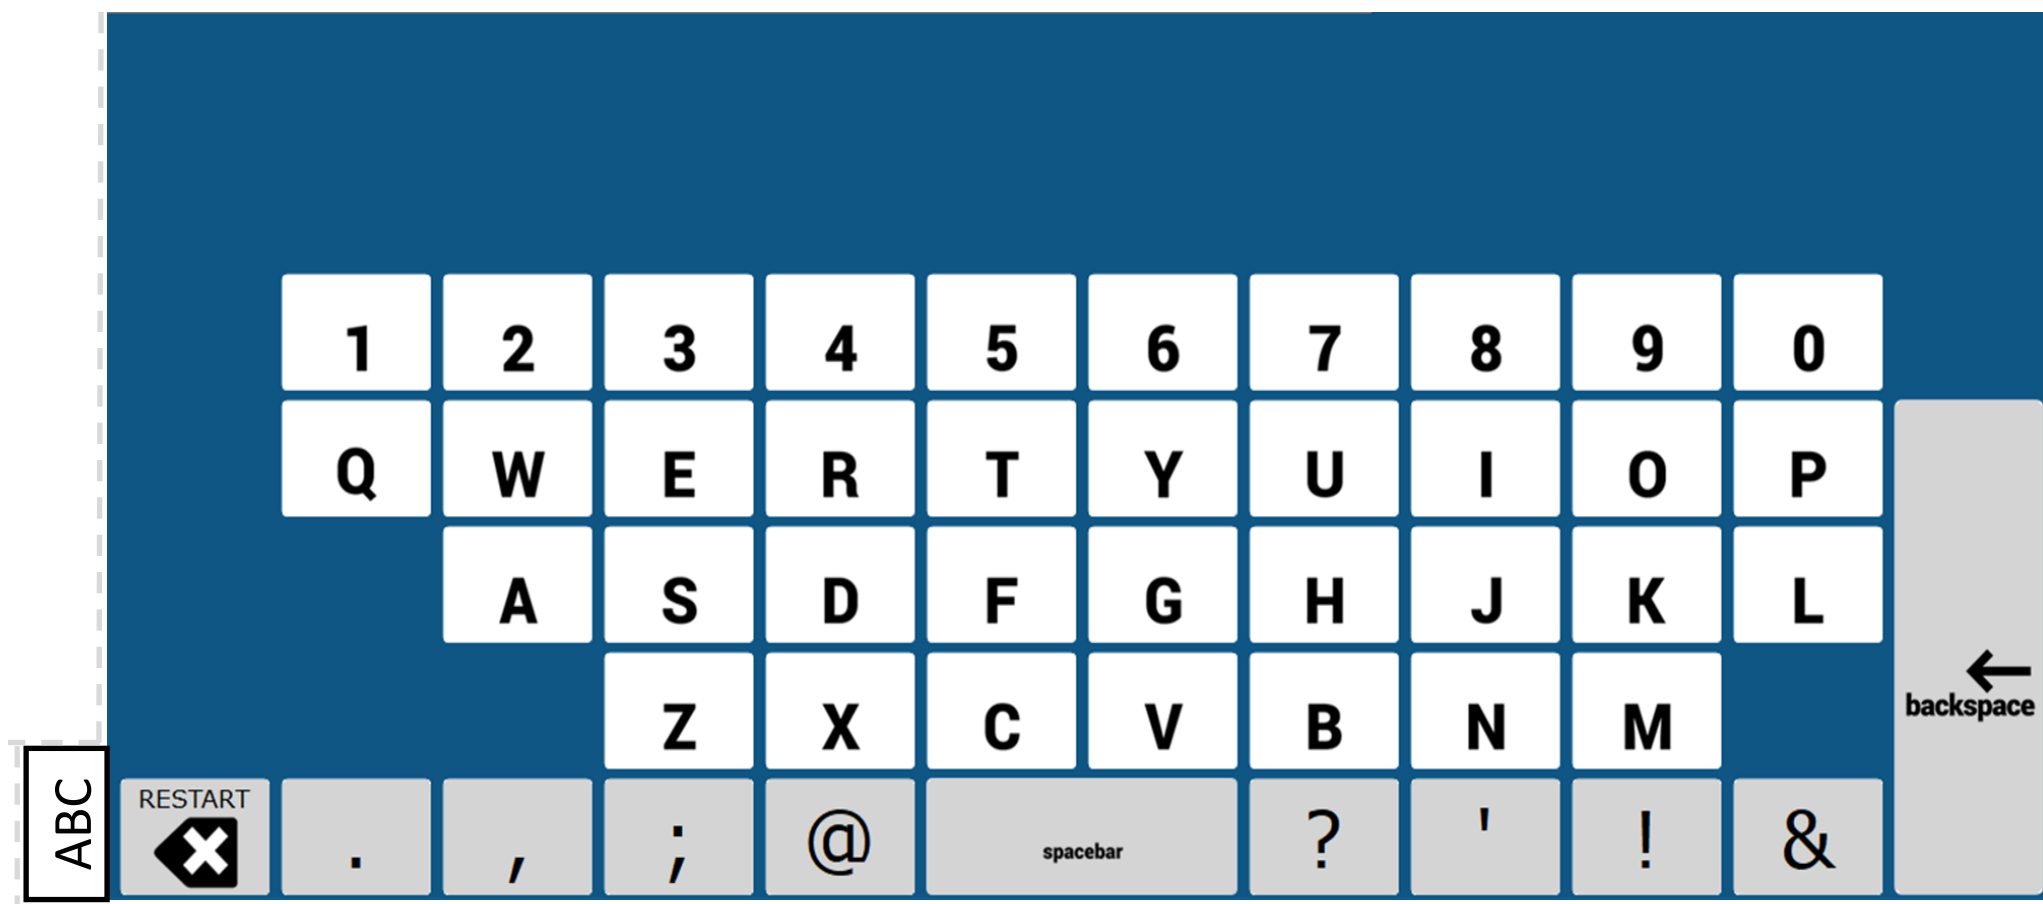 1 2 3 4 5 6 7 8 9 0
Q W E R T Y U I O P
A S D F G H J K L
Z X C V B N M
backspace
ABC
RESTART
. , ; @ spacebar ? ' ! &